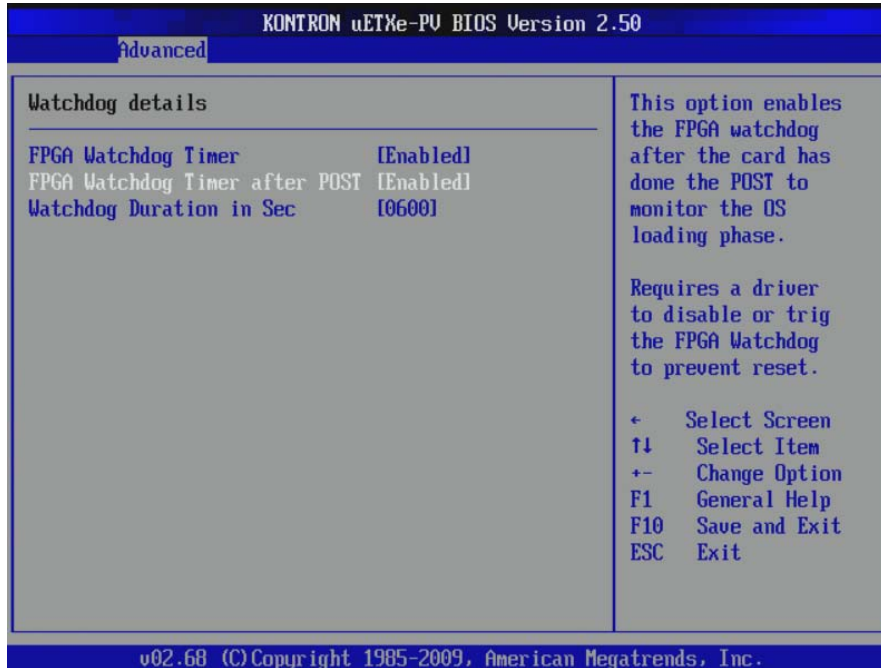 KONTRON uETXe-PV BIOS Version 2.50
Advanced
Watchdog details
FPGA Watchdog Timer [Enabled]
FPGA Watchdog Timer after POST [Enabled]
Watchdog Duration in Sec [0600]
This option enables
the FPGA watchdog
after the card has
done the POST to
monitor the OS
loading phase.
Requires a driver
to disable or trig
the FPGA Watchdog
to prevent reset.
← Select Screen
↑↓ Select Item
+- Change Option
F1 General Help
F10 Save and Exit
ESC Exit
v02.68 (C)Copyright 1985-2009, American Megatrends, Inc.